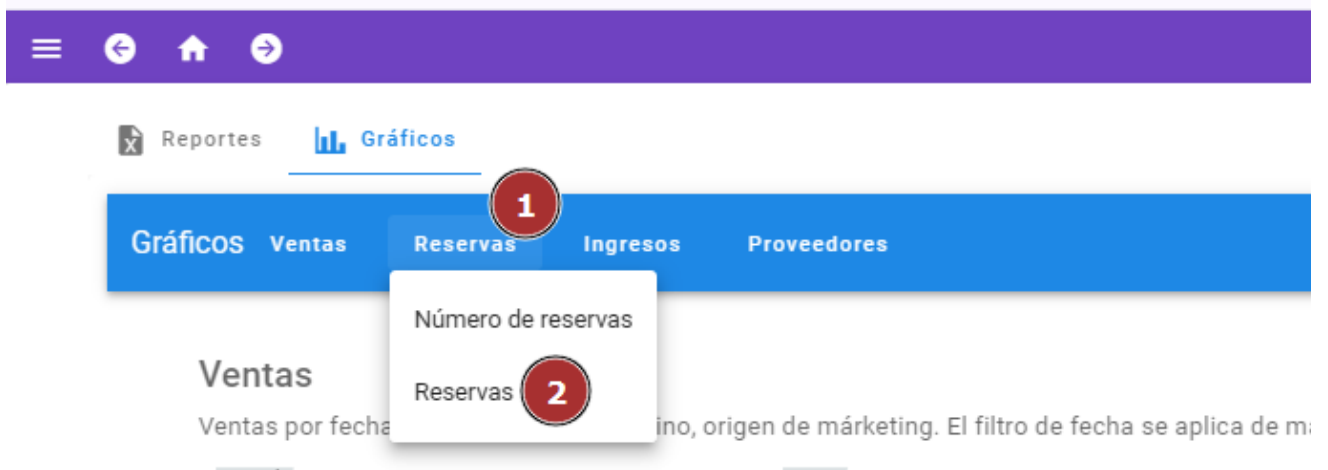 Reportes Gráficos
1
Gráficos Ventas Reservas Ingresos Proveedores
Número de reservas
Ventas
Reservas 2
Ventas por fecha ino, origen de márketing. El filtro de fecha se aplica de